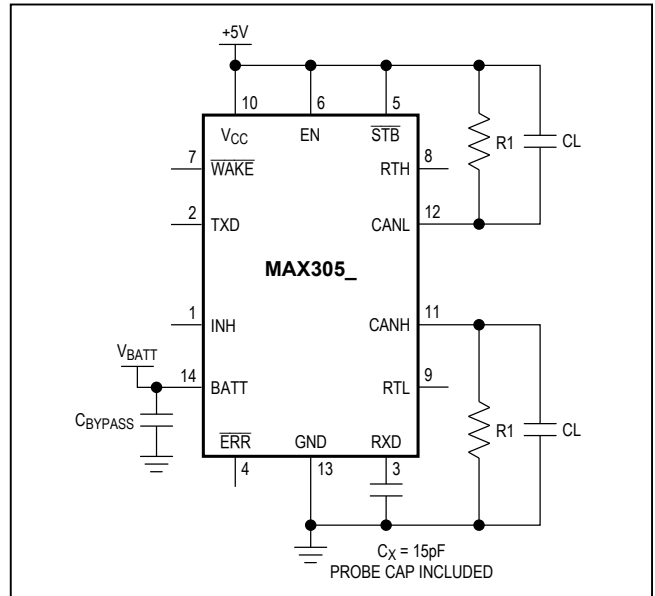 +5V
10
6
5
VCC
EN
STB
7
WAKE
RTH
8
R1
CL
2
TXD
CANL
12
MAX305_
1
INH
CANH
11
VBATT
14
BATT
RTL
9
R1
CL
CBYPASS
ERR
GND
RXD
4
13
3
CX = 15pF
PROBE CAP INCLUDED